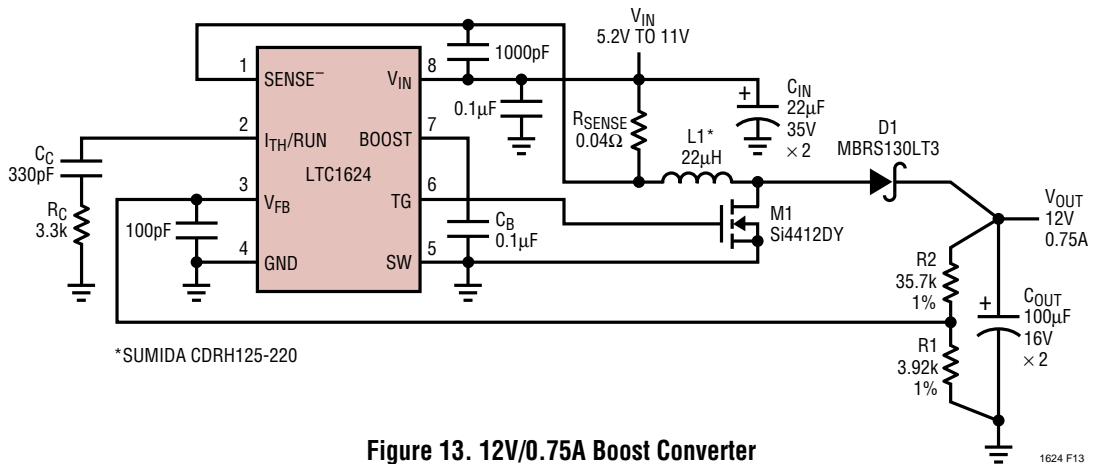 V_IN
5.2V TO 11V
1000pF
1
SENSE⁻
V_IN
8
0.1µF
C_IN
22µF
35V
× 2
R_SENSE
0.04Ω
L1*
22µH
D1
MBRS130LT3
2
I_TH/RUN
BOOST
7
C_C
330pF
LTC1624
3
V_FB
TG
6
V_OUT
12V
0.75A
M1
Si4412DY
R_C
3.3k
100pF
C_B
0.1µF
4
GND
SW
5
R2
35.7k
1%
C_OUT
100µF
16V
× 2
R1
3.92k
1%
*SUMIDA CDRH125-220
+
+
Figure 13. 12V/0.75A Boost Converter
1624 F13